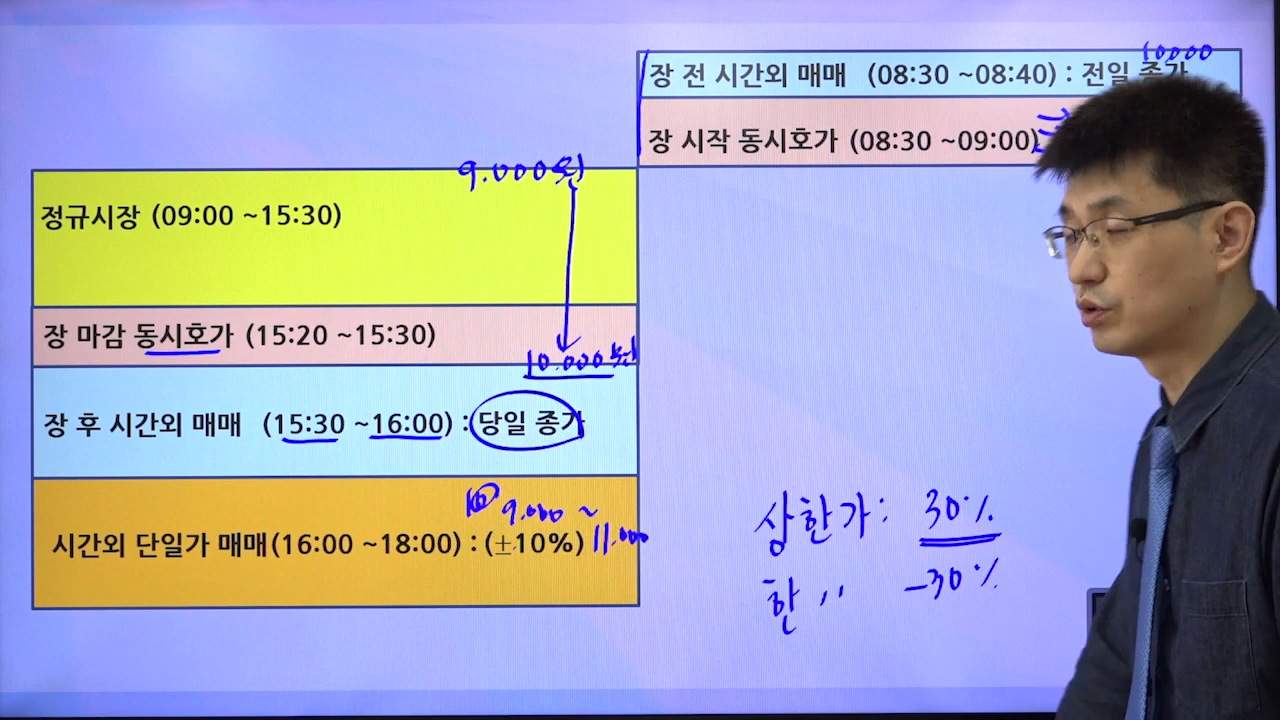 10000
장 전 시간외 매매 (08:30 ~08:40) : 전일 종가
장 시작 동시호가 (08:30 ~09:00)
9.000원
정규시장 (09:00 ~15:30)
장 마감 동시호가 (15:20 ~15:30)
10.000원
장 후 시간외 매매 (15:30 ~16:00) : 당일 종가
9.000 ~
11.000
시간외 단일가 매매(16:00 ~18:00) : (±10%)
상한가 : 30%
한 〃 -30%